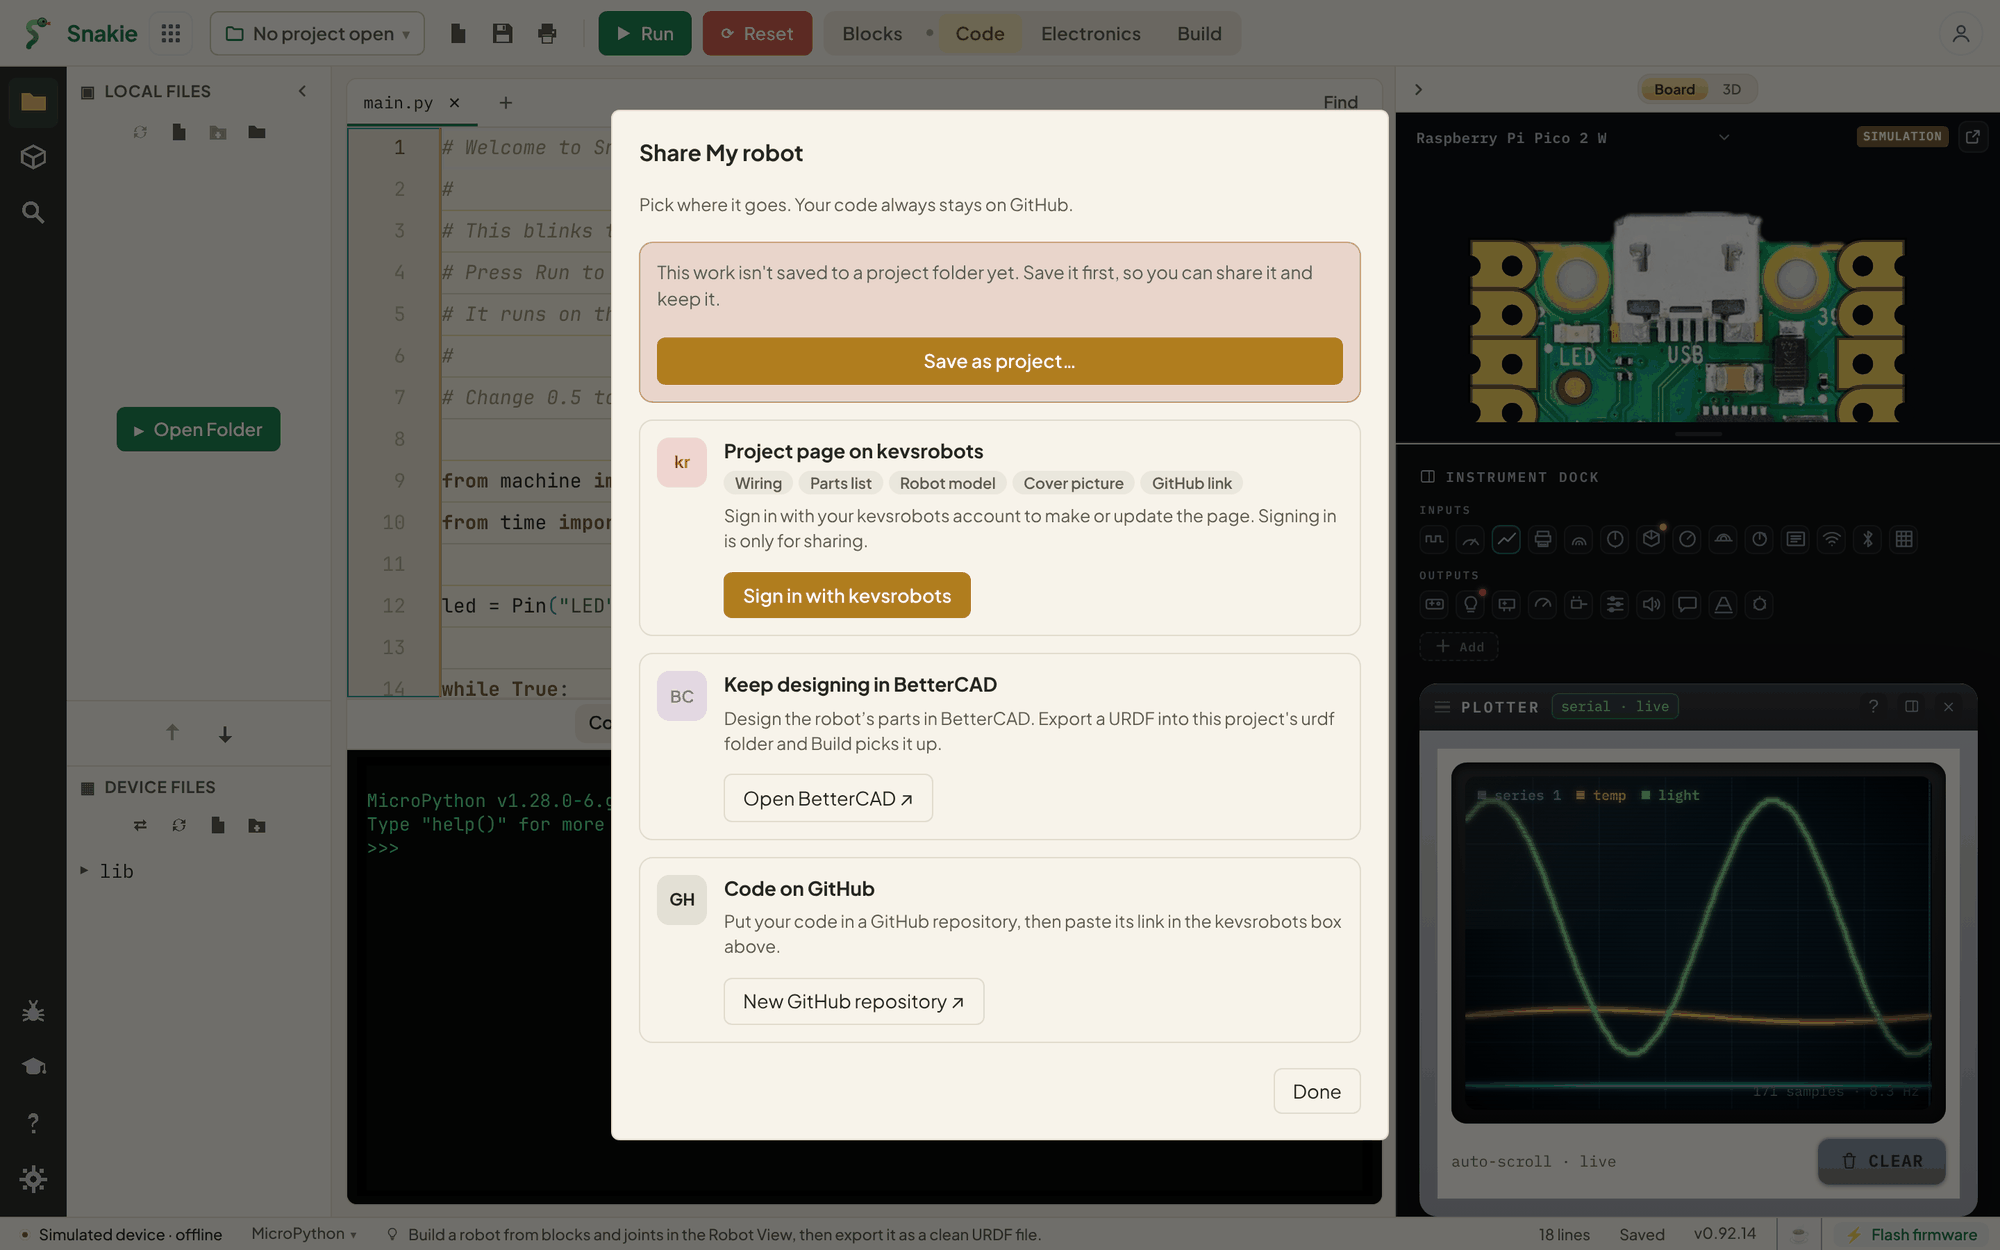 Snakie
No project open
Run
Reset
Blocks
Code
Electronics
Build
LOCAL FILES
Open Folder
DEVICE FILES
lib
main.py
Find
1 # Welcome to
2 #
3 # This blinks
4 # Press Run to
5 # It runs on
6 #
7 # Change 0.5
8
9 from machine
10 from time
11
12 led = Pin("LED"
13
14 while True:
MicroPython
Type "help()" for more
>>>
Share My robot
Pick where it goes. Your code always stays on GitHub.
This work isn't saved to a project folder yet. Save it first, so you can share it and
keep it.
Save as project…
kr
Project page on kevsrobots
Wiring
Parts list
Robot model
Cover picture
GitHub link
Sign in with your kevsrobots account to make or update the page. Signing in
is only for sharing.
Sign in with kevsrobots
BC
Keep designing in BetterCAD
Design the robot's parts in BetterCAD. Export a URDF into this project's urdf
folder and Build picks it up.
Open BetterCAD ↗
GH
Code on GitHub
Put your code in a GitHub repository, then paste its link in the kevsrobots box
above.
New GitHub repository ↗
Done
Board
3D
Raspberry Pi Pico 2 W
SIMULATION
LED
USB
39
INSTRUMENT DOCK
INPUTS
OUTPUTS
+ Add
PLOTTER
serial · live
?
series 1
temp
light
171 samples · 8.3 Hz
auto-scroll · live
CLEAR
Simulated device · offline
MicroPython
Build a robot from blocks and joints in the Robot View, then export it as a clean URDF file.
18 lines
Saved
v0.92.14
Flash firmware